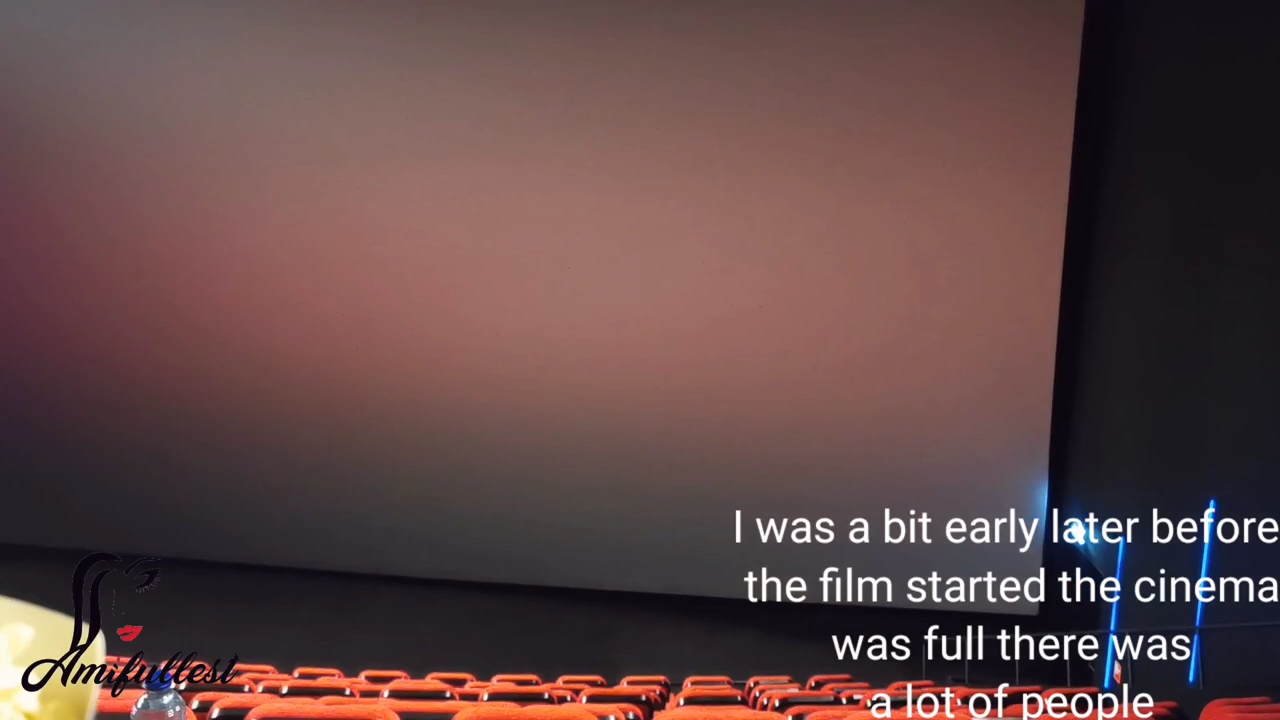 I was a bit early later before
the film started the cinema
was full there was
a lot of people
Amifullest